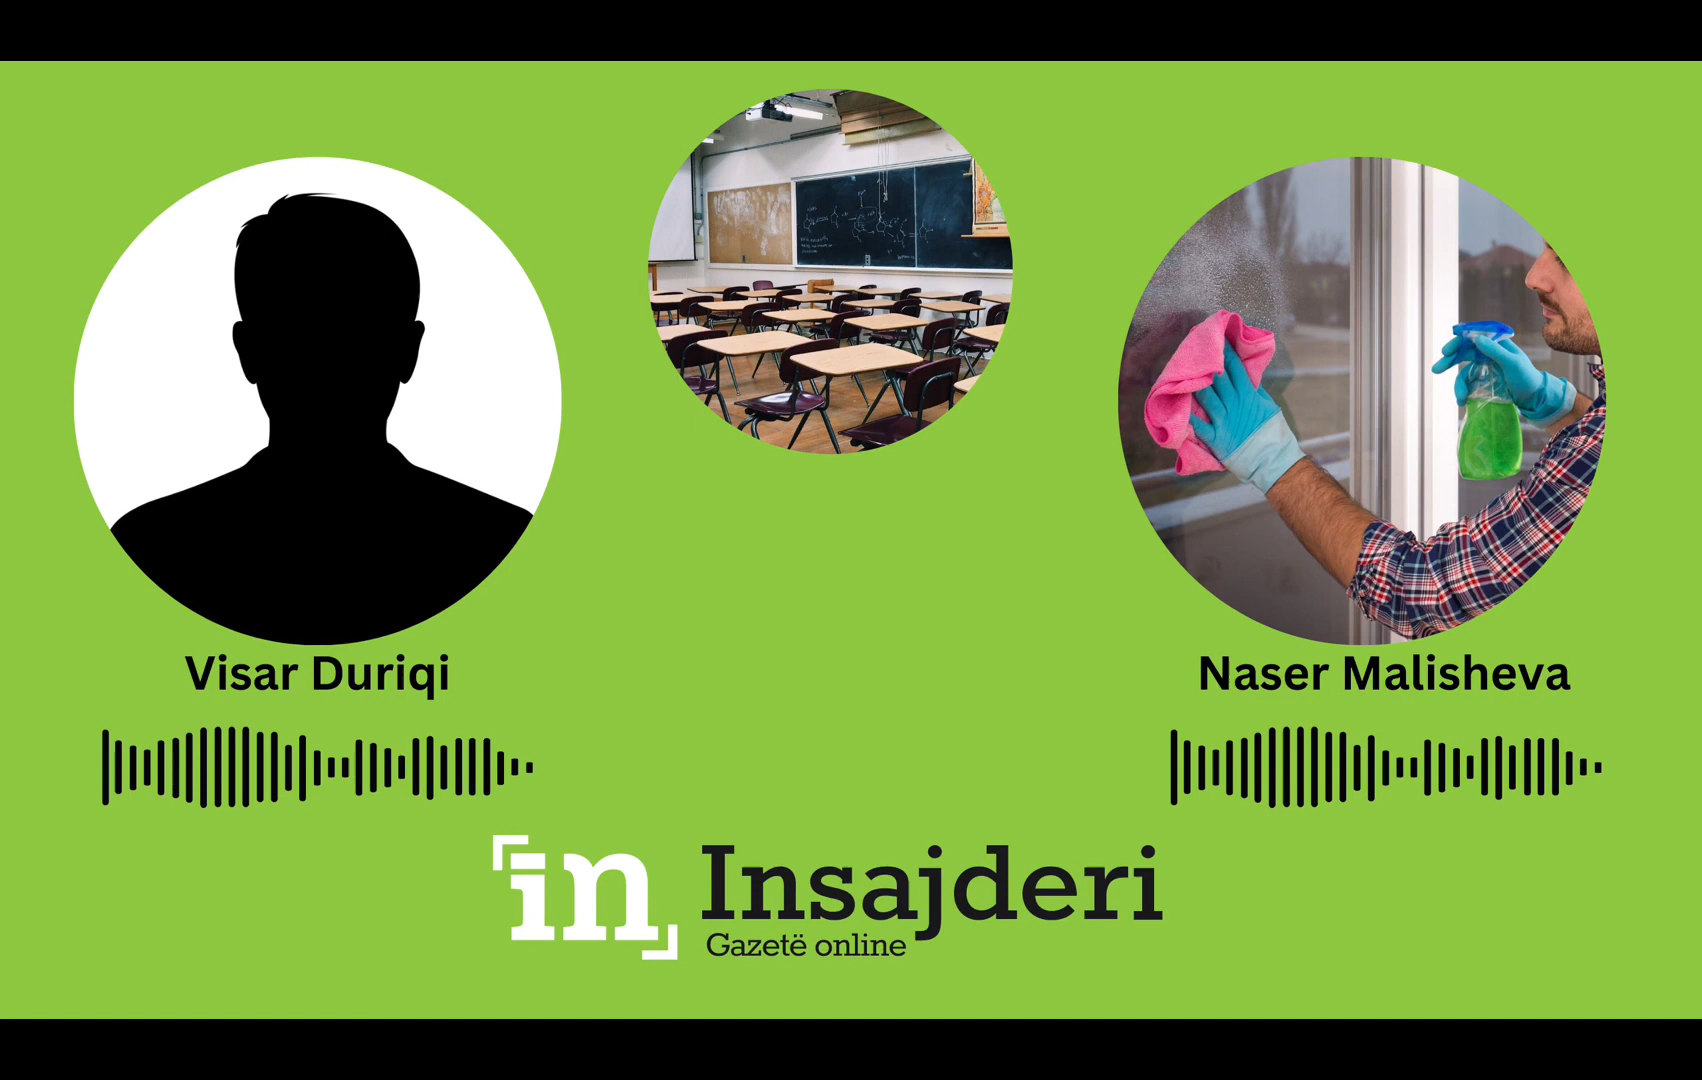 Visar Duriqi
Naser Malisheva
in Insajderi
Gazetë online